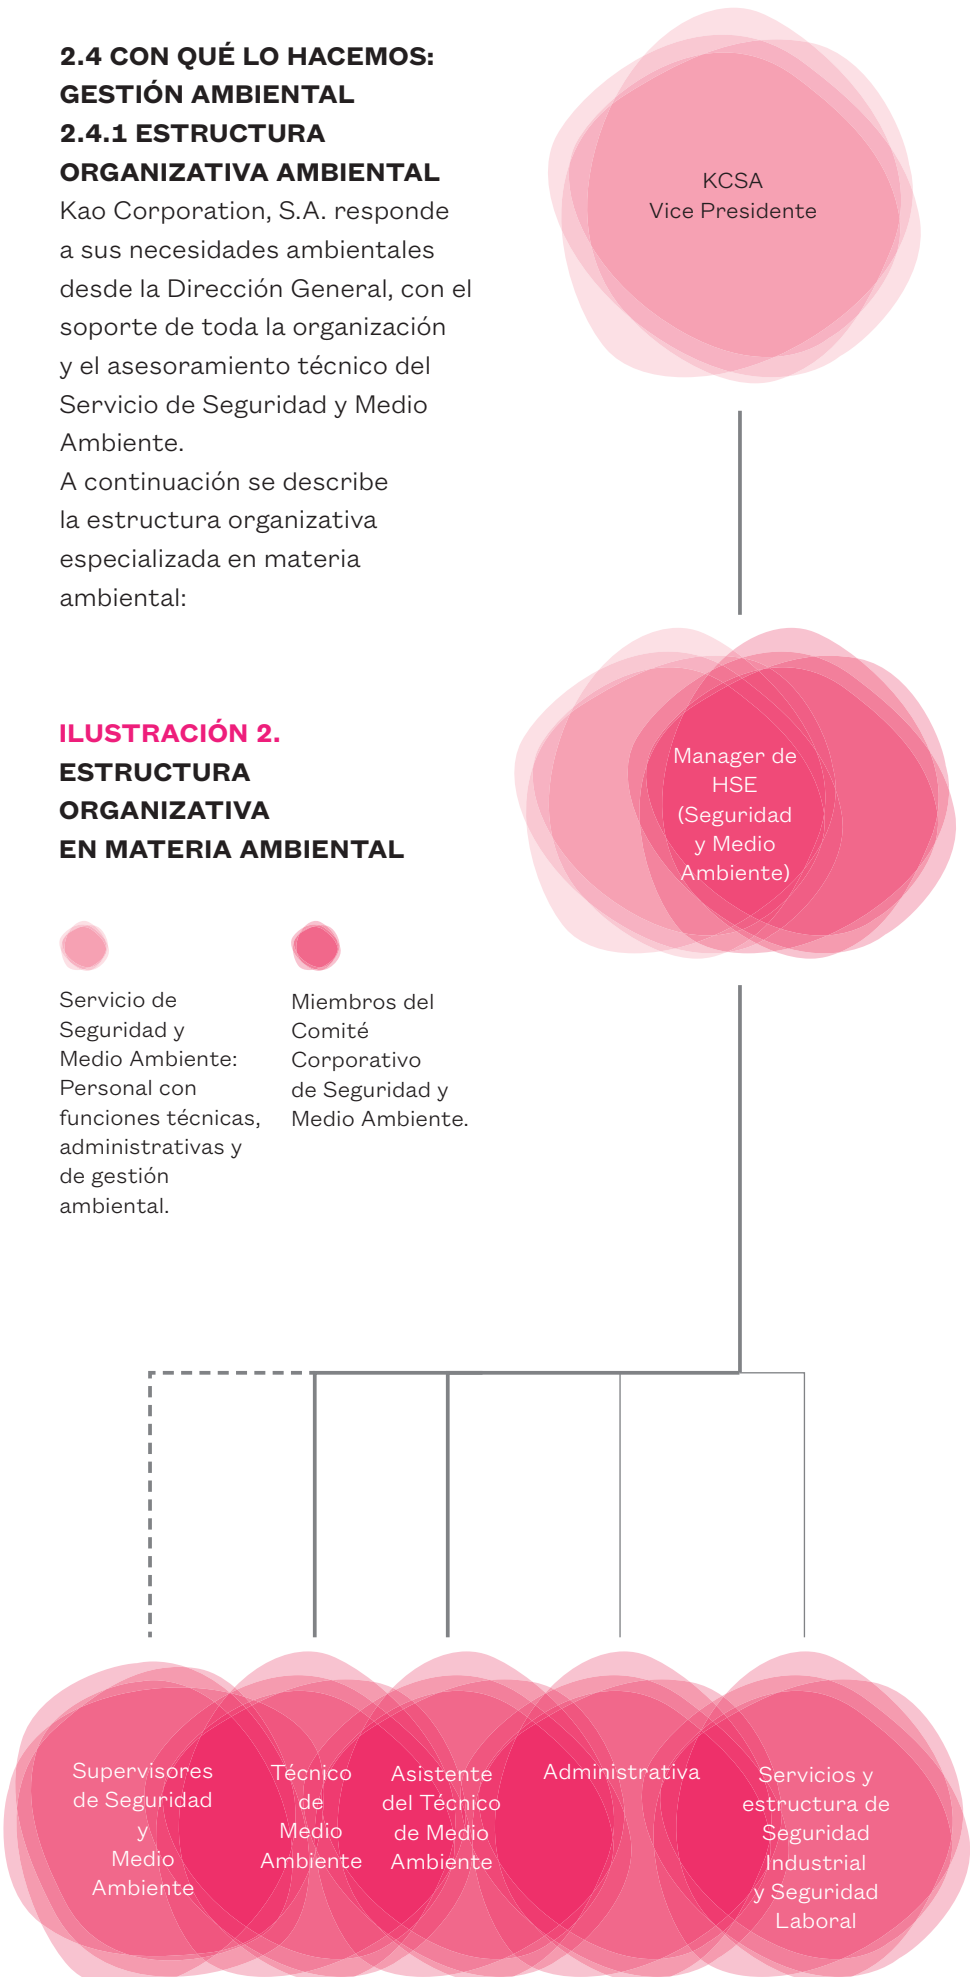 2.4 CON QUÉ LO HACEMOS:
GESTIÓN AMBIENTAL
2.4.1 ESTRUCTURA
ORGANIZATIVA AMBIENTAL
Kao Corporation, S.A. responde
a sus necesidades ambientales
desde la Dirección General, con el
soporte de toda la organización
y el asesoramiento técnico del
Servicio de Seguridad y Medio
Ambiente.
A continuación se describe
la estructura organizativa
especializada en materia
ambiental:
KCSA
Vice Presidente
ILUSTRACIÓN 2.
ESTRUCTURA
ORGANIZATIVA
EN MATERIA AMBIENTAL
Manager de
HSE
(Seguridad
y Medio
Ambiente)
Servicio de
Seguridad y
Medio Ambiente:
Personal con
funciones técnicas,
administrativas y
de gestión
ambiental.
Miembros del
Comité
Corporativo
de Seguridad y
Medio Ambiente.
Supervisores
de Seguridad
y
Medio
Ambiente
Técnico
de
Medio
Ambiente
Asistente
del Técnico
de Medio
Ambiente
Administrativa
Servicios y
estructura de
Seguridad
Industrial
y Seguridad
Laboral